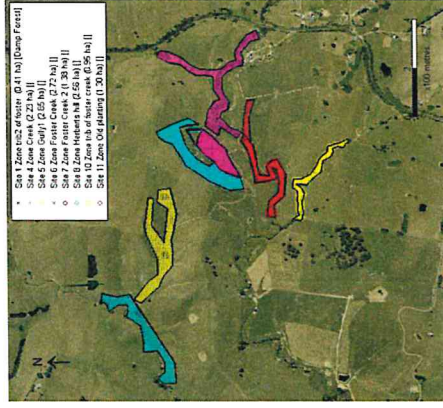 Site 1 Zone trib2 of foster (0.41 ha) [Damp Forest]
Site 4 Zone Creek (2.23 ha) []
Site 5 Zone Gully1 (2.65 ha) []
Site 6 Zone Foster Creek (2.72 ha) []
Site 7 Zone Foster Creek 2 (1.38 ha) []
Site 8 Zone Herberts hill (2.56 ha) []
Site 10 Zone trib of foster creek (0.95 ha) []
Site 11 Zone Old planting (1.30 ha) []
N
100 metres